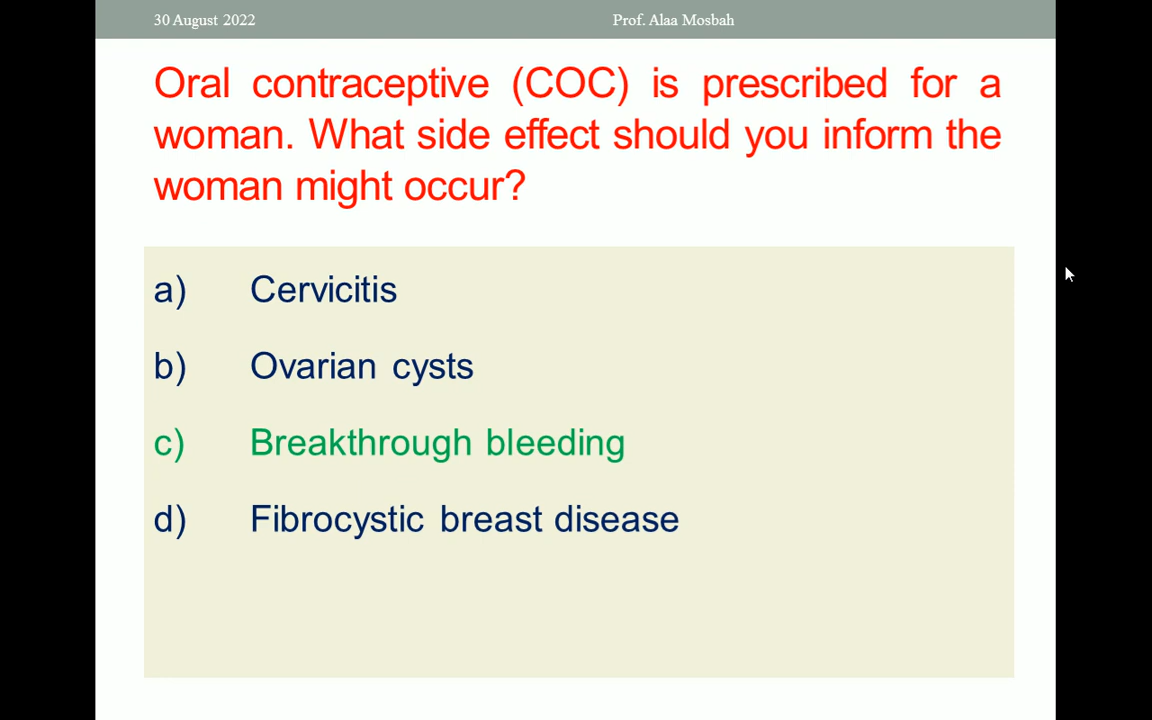 30 August 2022 Prof. Alaa Mosbah
Oral contraceptive (COC) is prescribed for a
woman. What side effect should you inform the
woman might occur?
a) Cervicitis
b) Ovarian cysts
c) Breakthrough bleeding
d) Fibrocystic breast disease